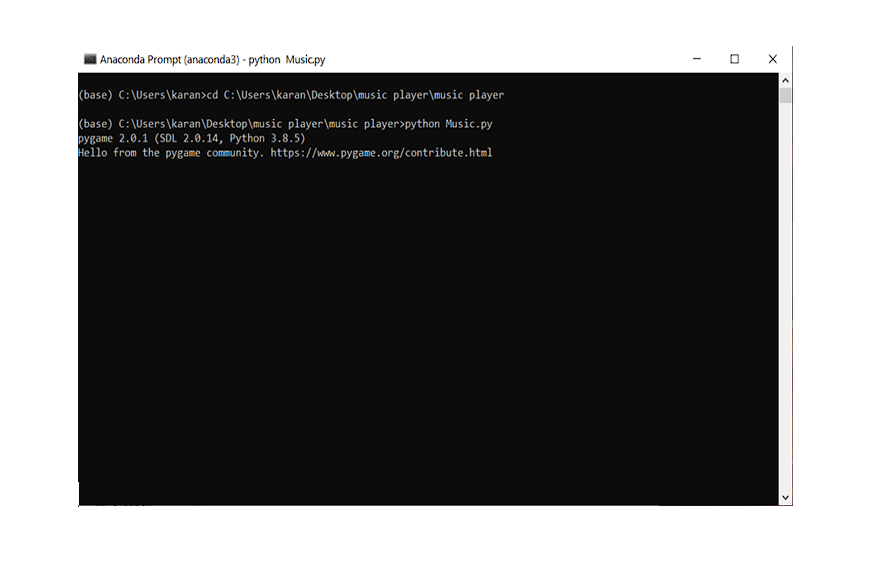 Anaconda Prompt (anaconda3) - python  Music.py
(base) C:\Users\karan>cd C:\Users\karan\Desktop\music player\music player
(base) C:\Users\karan\Desktop\music player\music player>python Music.py
pygame 2.0.1 (SDL 2.0.14, Python 3.8.5)
Hello from the pygame community. https://www.pygame.org/contribute.html